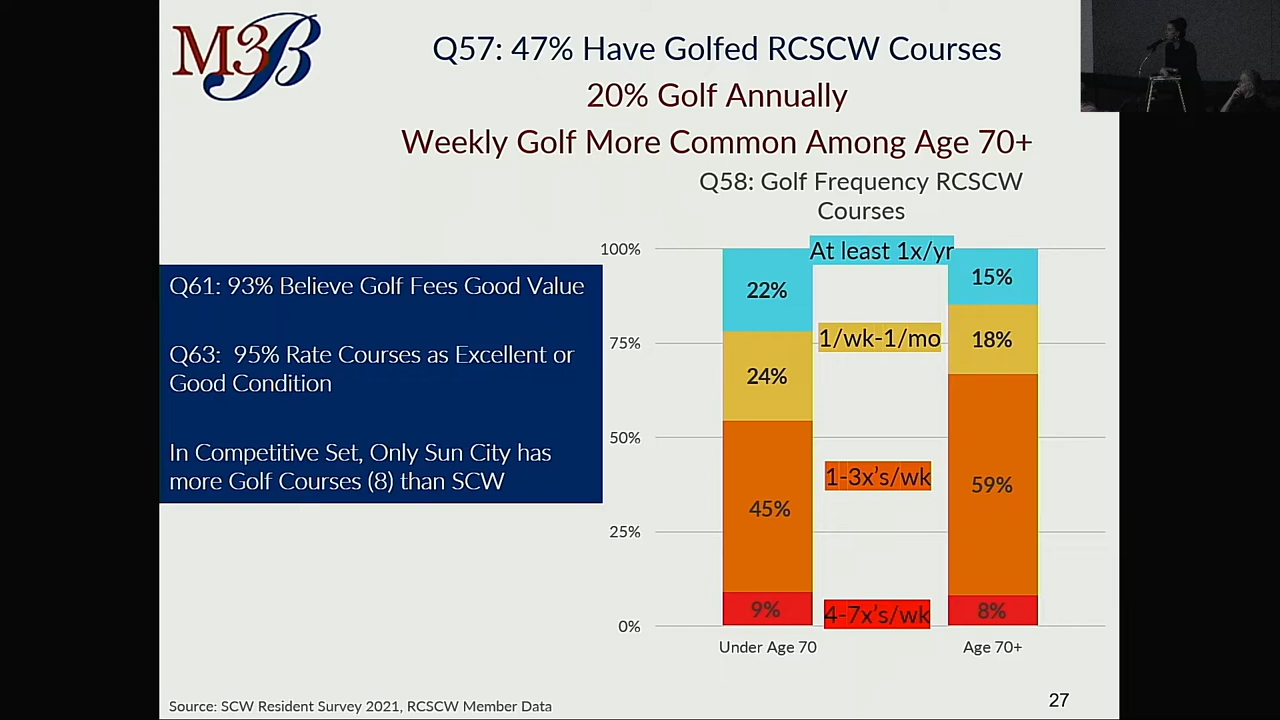 M3B
Q57: 47% Have Golfed RCSCW Courses
20% Golf Annually
Weekly Golf More Common Among Age 70+
Q58: Golf Frequency RCSCW
Courses
Q61: 93% Believe Golf Fees Good Value
Q63: 95% Rate Courses as Excellent or
Good Condition
In Competitive Set, Only Sun City has
more Golf Courses (8) than SCW
100%
75%
50%
25%
0%
22%
24%
45%
9%
At least 1x/yr
1/wk-1/mo
1-3x's/wk
4-7x's/wk
15%
18%
59%
8%
Under Age 70
Age 70+
Source: SCW Resident Survey 2021, RCSCW Member Data
27